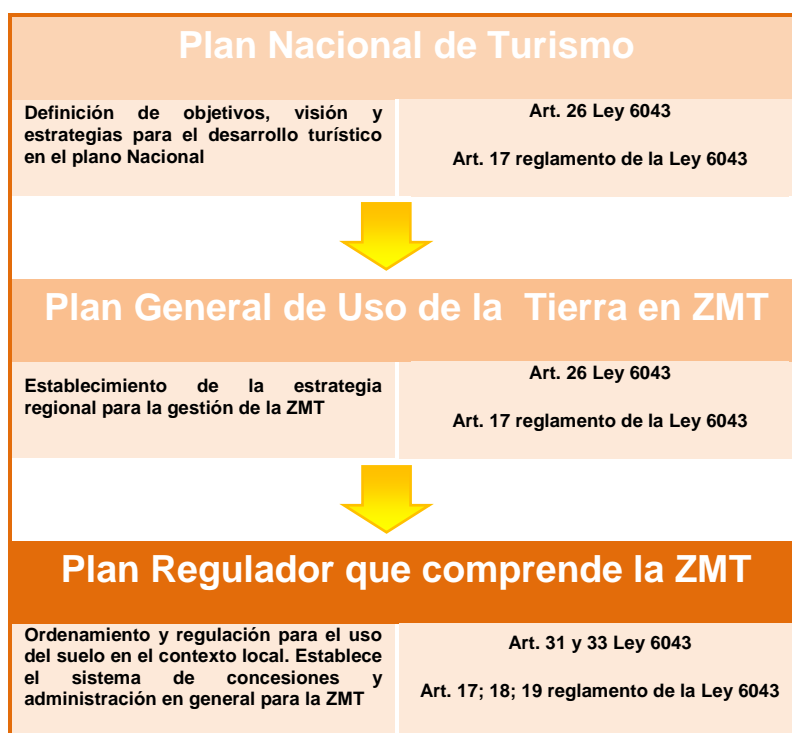 Plan Nacional de Turismo
Definición de objetivos, visión y
estrategias para el desarrollo turístico
en el plano Nacional
Art. 26 Ley 6043
Art. 17 reglamento de la Ley 6043
Plan General de Uso de la Tierra en ZMT
Establecimiento de la estrategia
regional para la gestión de la ZMT
Art. 26 Ley 6043
Art. 17 reglamento de la Ley 6043
Plan Regulador que comprende la ZMT
Ordenamiento y regulación para el uso
del suelo en el contexto local. Establece
el sistema de concesiones y
administración en general para la ZMT
Art. 31 y 33 Ley 6043
Art. 17; 18; 19 reglamento de la Ley 6043